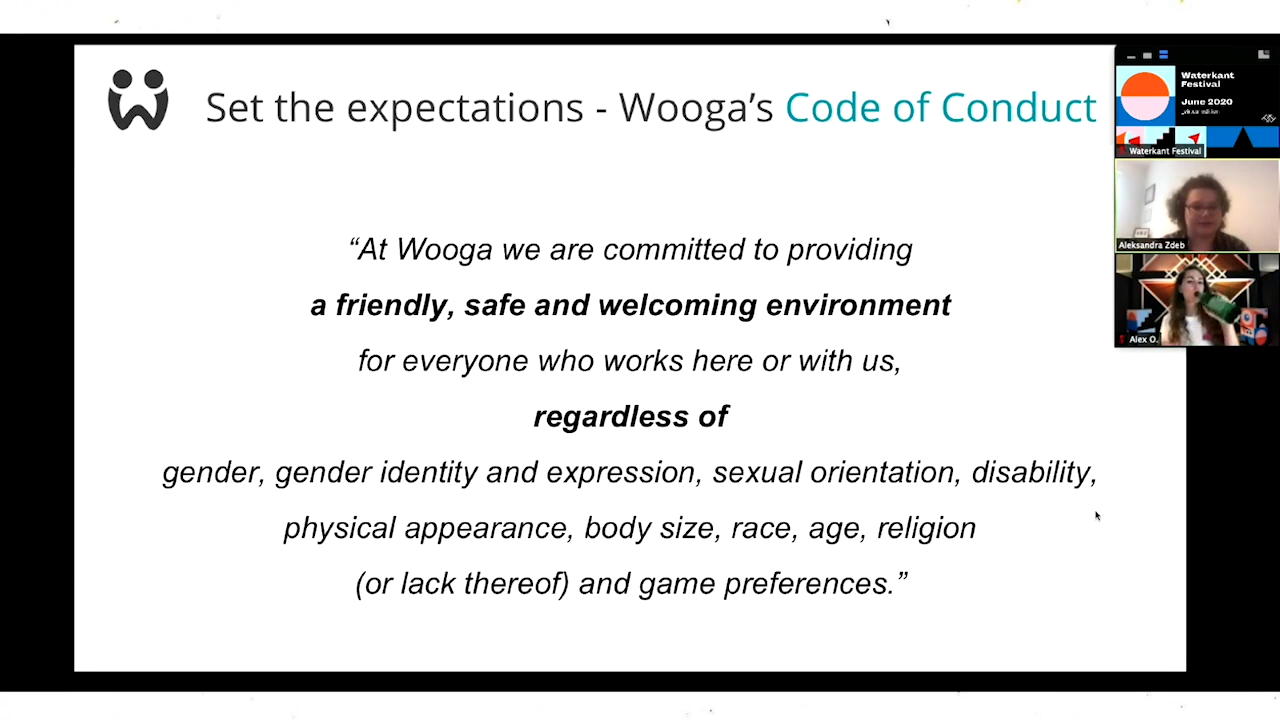 Set the expectations - Wooga's Code of Conduct
“At Wooga we are committed to providing
a friendly, safe and welcoming environment
for everyone who works here or with us,
regardless of
gender, gender identity and expression, sexual orientation, disability,
physical appearance, body size, race, age, religion
(or lack thereof) and game preferences.”
Waterkant
Festival
June 2020
Waterkant Festival
Aleksandra Zdeb
Alex O.